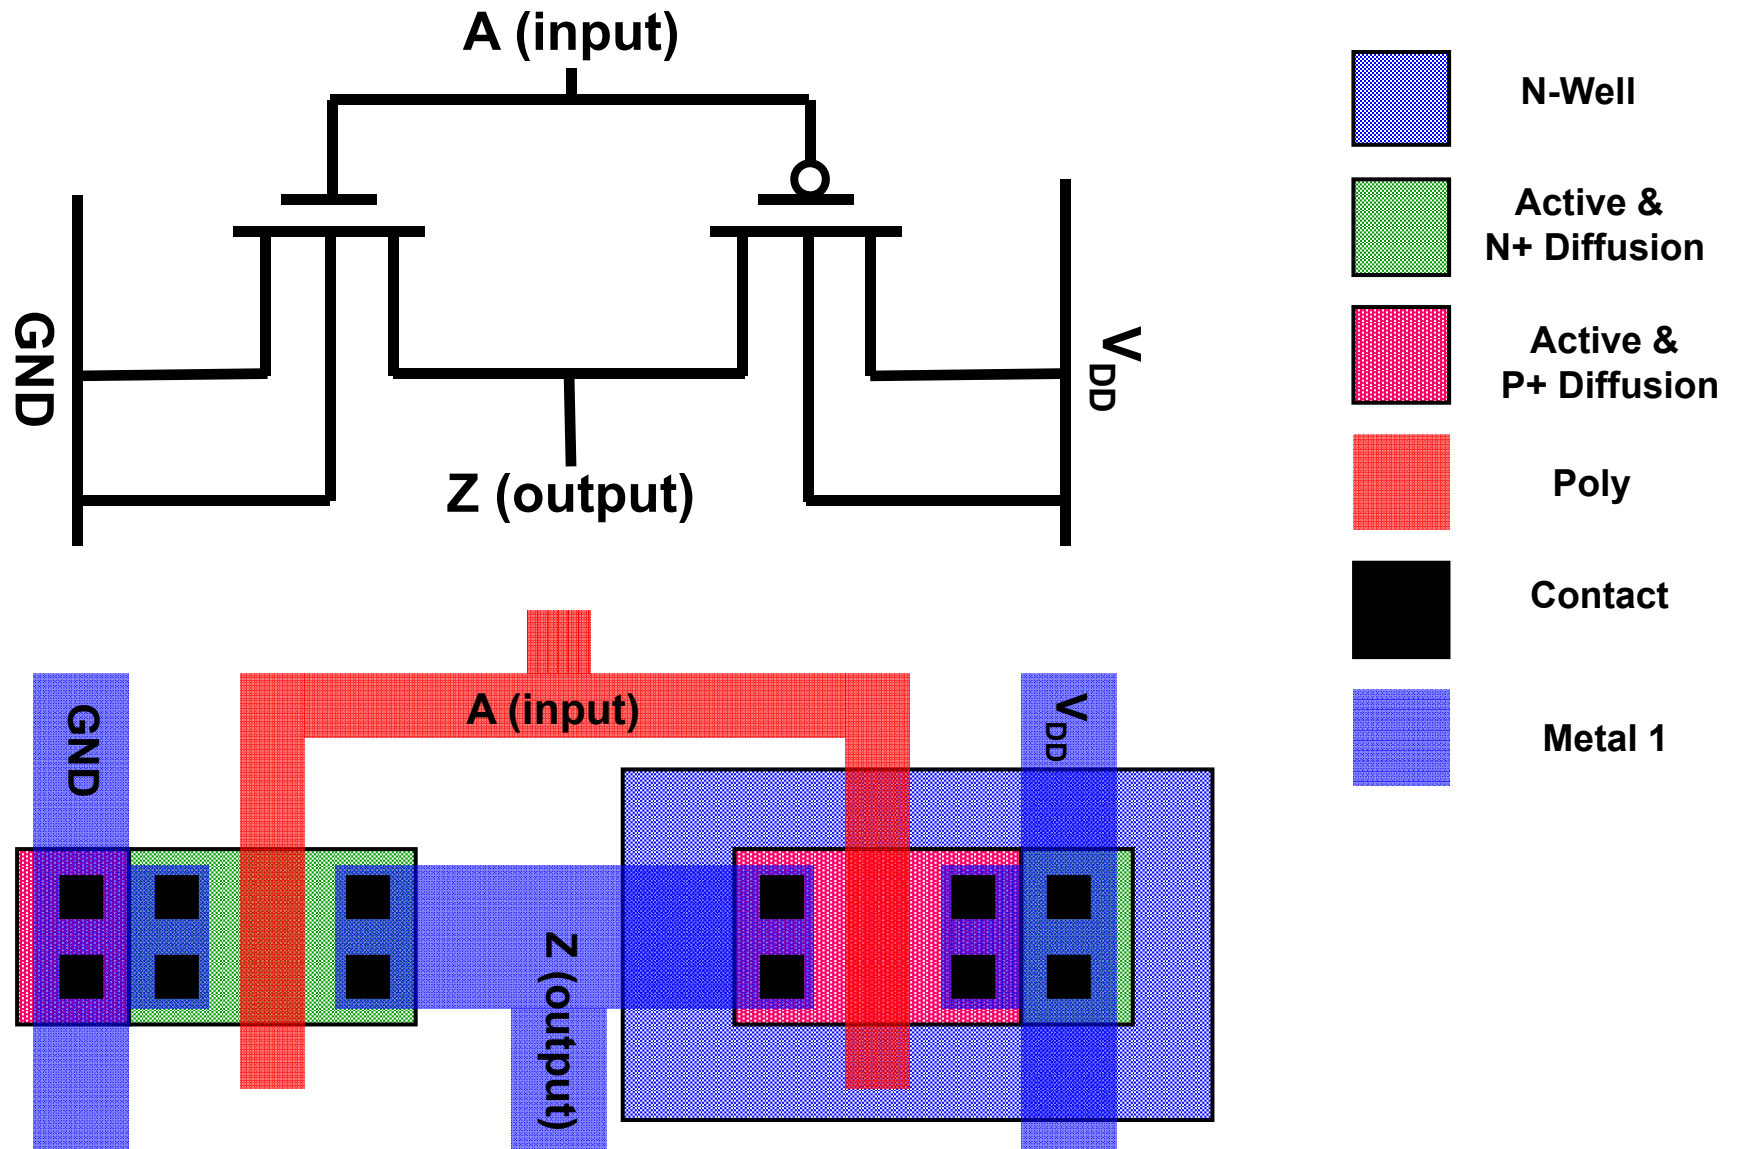 A (input)
GND
VDD
Z (output)
N-Well
Active &
N+ Diffusion
Active &
P+ Diffusion
Poly
Contact
Metal 1
A (input)
GND
VDD
Z (output)